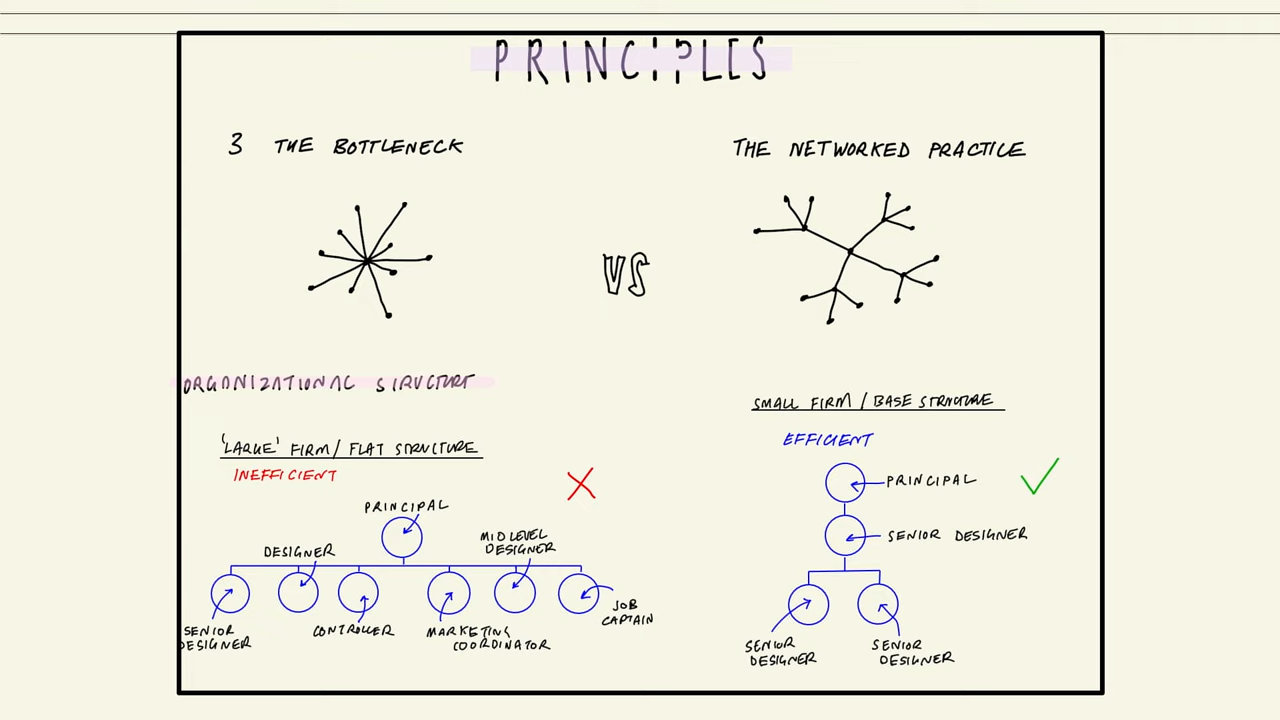 PRINCIPLES
3 THE BOTTLENECK
THE NETWORKED PRACTICE
VS
ORGANIZATIONAL STRUCTURE
'LARGE' FIRM / FLAT STRUCTURE
INEFFICIENT
PRINCIPAL
DESIGNER
MID LEVEL
DESIGNER
SENIOR
DESIGNER
CONTROLLER
MARKETING
COORDINATOR
JOB
CAPTAIN
SMALL FIRM / BASE STRUCTURE
EFFICIENT
PRINCIPAL
SENIOR DESIGNER
SENIOR
DESIGNER
SENIOR
DESIGNER